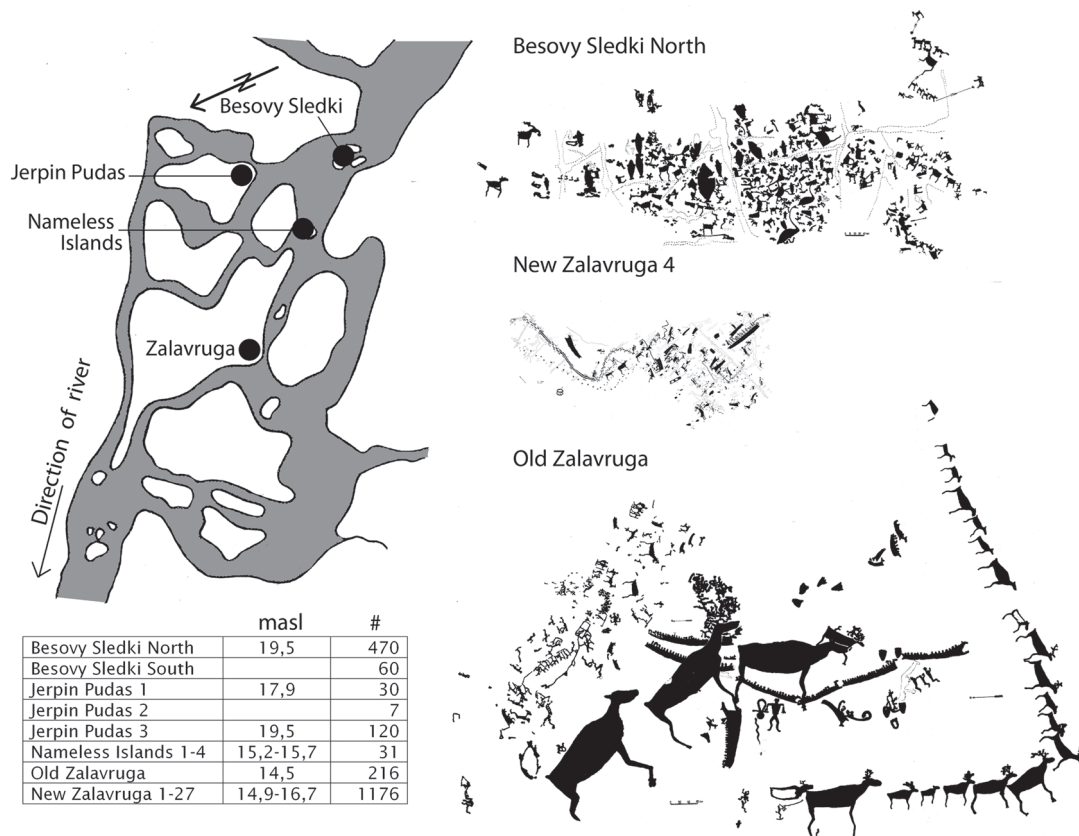 Besovy Sledki
Jerpin Pudas
Nameless
Islands
Zalavruga
Direction of river
masl #
Besovy Sledki North 19,5 470
Besovy Sledki South 60
Jerpin Pudas 1 17,9 30
Jerpin Pudas 2 7
Jerpin Pudas 3 19,5 120
Nameless Islands 1-4 15,2-15,7 31
Old Zalavruga 14,5 216
New Zalavruga 1-27 14,9-16,7 1176
Besovy Sledki North
New Zalavruga 4
Old Zalavruga